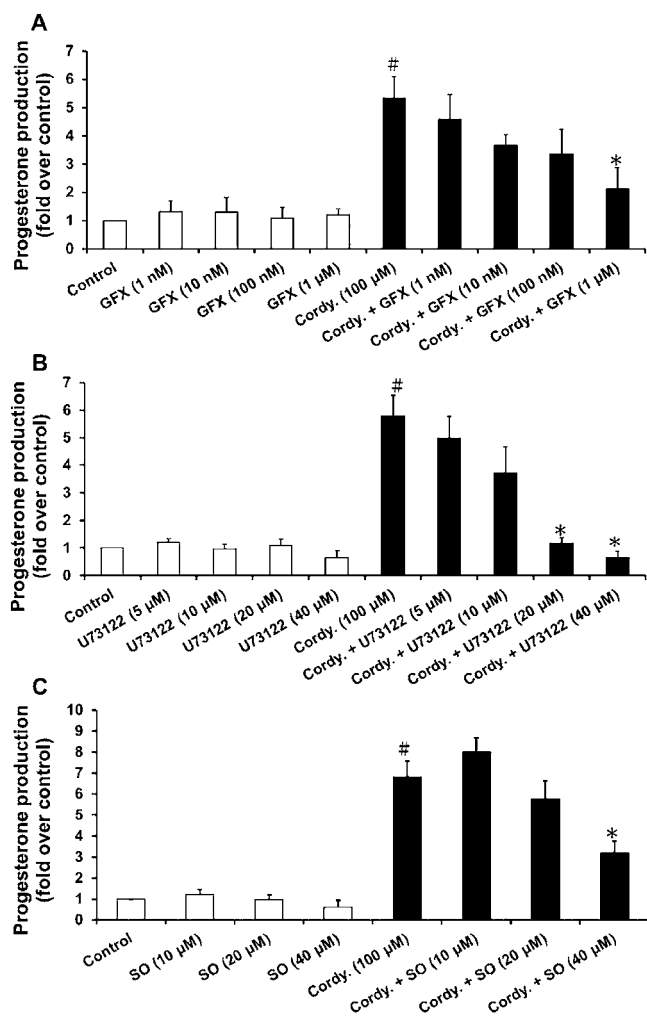 A
Progesterone production
(fold over control)
7
6
5
4
3
2
1
0
#
*
Control
GFX (1 nM)
GFX (10 nM)
GFX (100 nM)
GFX (1 µM)
Cordy. (100 µM)
Cordy. + GFX (1 nM)
Cordy. + GFX (10 nM)
Cordy. + GFX (100 nM)
Cordy. + GFX (1 µM)
B
Progesterone production
(fold over control)
7
6
5
4
3
2
1
0
#
*
*
Control
U73122 (5 µM)
U73122 (10 µM)
U73122 (20 µM)
U73122 (40 µM)
Cordy. (100 µM)
Cordy. + U73122 (5 µM)
Cordy. + U73122 (10 µM)
Cordy. + U73122 (20 µM)
Cordy. + U73122 (40 µM)
C
Progesterone production
(fold over control)
10
9
8
7
6
5
4
3
2
1
0
#
*
Control
SO (10 µM)
SO (20 µM)
SO (40 µM)
Cordy. (100 µM)
Cordy. + SO (10 µM)
Cordy. + SO (20 µM)
Cordy. + SO (40 µM)